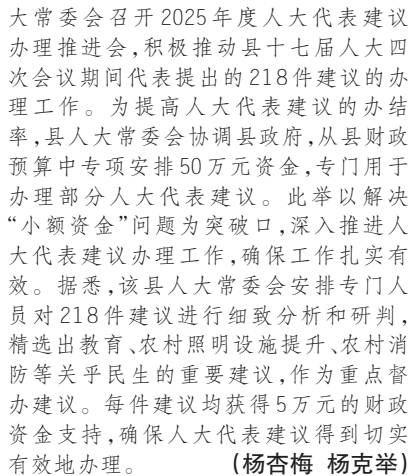 大常委会召开2025年度人大代表建议
办理推进会,积极推动县十七届人大四
次会议期间代表提出的218件建议的办
理工作。为提高人大代表建议的办结
率,县人大常委会协调县政府,从县财政
预算中专项安排50万元资金,专门用于
办理部分人大代表建议。此举以解决
“小额资金”问题为突破口,深入推进人
大代表建议办理工作,确保工作扎实有
效。据悉,该县人大常委会安排专门人
员对218件建议进行细致分析和研判,
精选出教育、农村照明设施提升、农村消
防等关乎民生的重要建议,作为重点督
办建议。每件建议均获得5万元的财政
资金支持,确保人大代表建议得到切实
有效地办理。 (杨杏梅 杨克举)